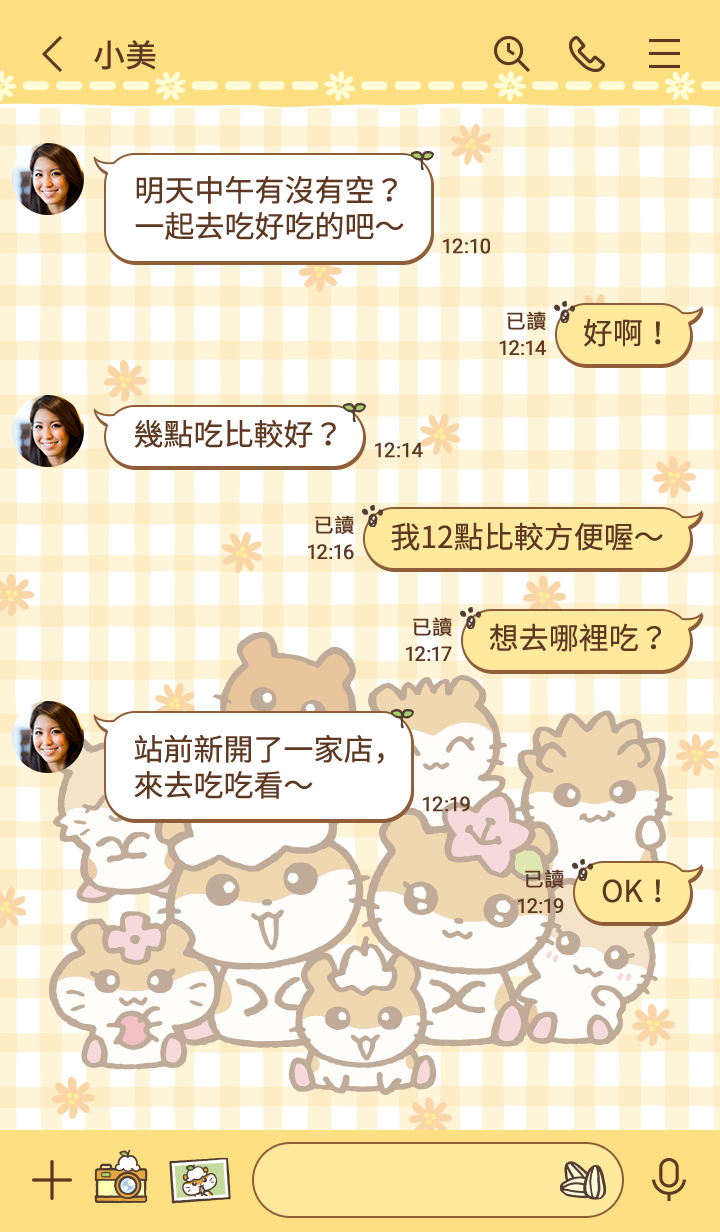 小美
明天中午有沒有空？
一起去吃好吃的吧～
12:10
已讀
12:14
好啊！
幾點吃比較好？
12:14
已讀
12:16
我12點比較方便喔～
已讀
12:17
想去哪裡吃？
站前新開了一家店，
來去吃吃看～
12:19
已讀
12:19
OK！